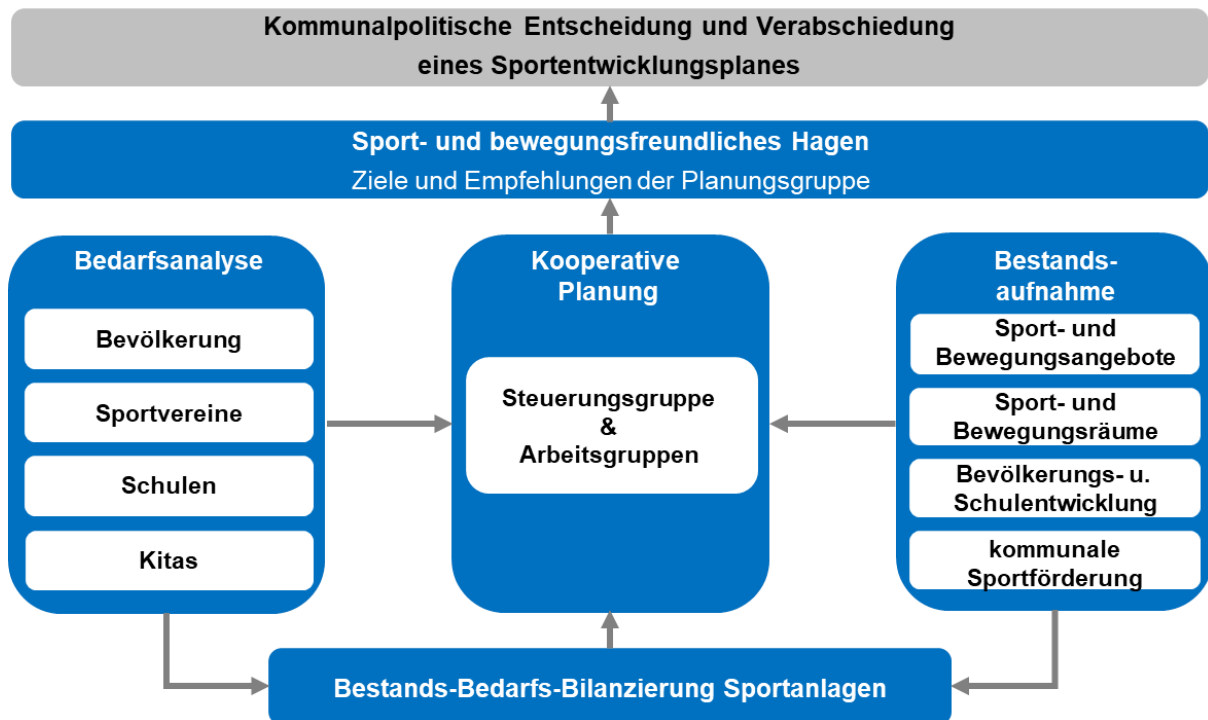 Kommunalpolitische Entscheidung und Verabschiedung
eines Sportentwicklungsplanes
Sport- und bewegungsfreundliches Hagen
Ziele und Empfehlungen der Planungsgruppe
Bedarfsanalyse
Bevölkerung
Sportvereine
Schulen
Kitas
Kooperative
Planung
Steuerungsgruppe
&
Arbeitsgruppen
Bestands-
aufnahme
Sport- und
Bewegungsangebote
Sport- und
Bewegungsräume
Bevölkerungs- u.
Schulentwicklung
kommunale
Sportförderung
Bestands-Bedarfs-Bilanzierung Sportanlagen